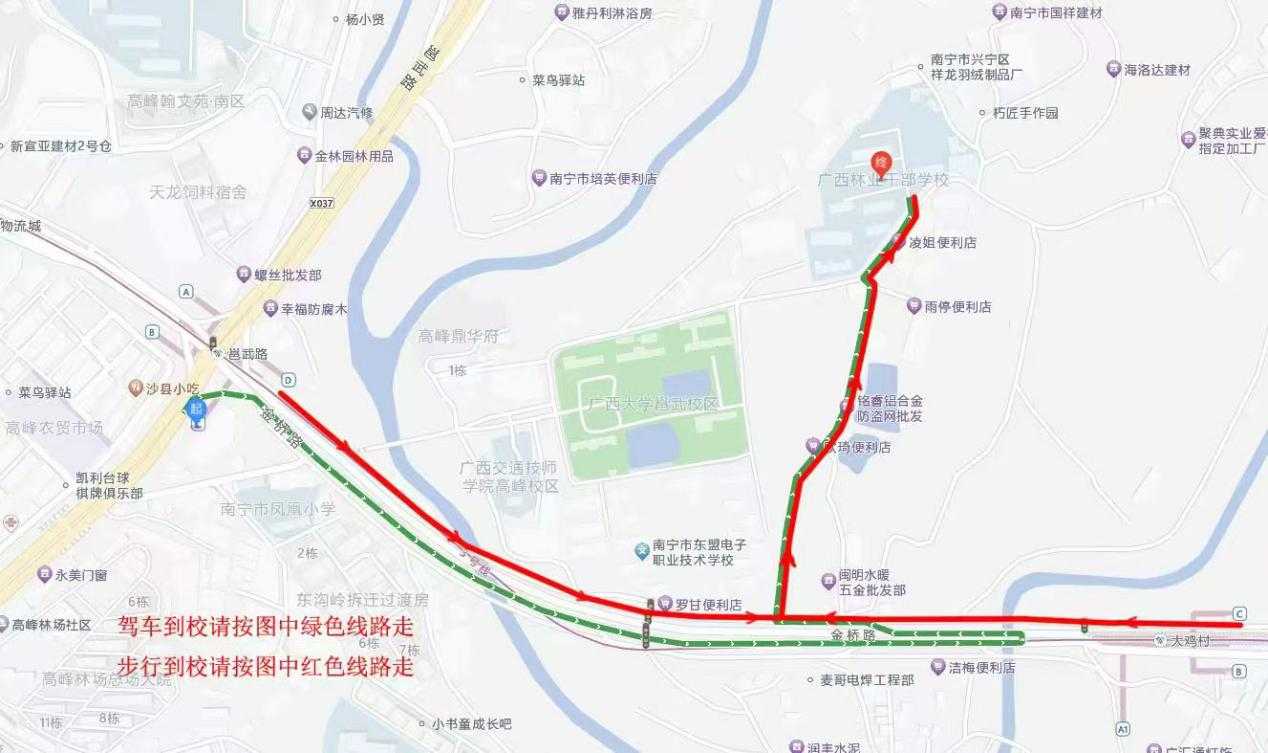 杨小贤
雅丹利淋浴房
南宁市国祥建材
邕武路
菜鸟驿站
南宁市兴宁区
祥龙羽绒制品厂
海洛达建材
高峰翰文苑·南区
周达汽修
朽匠手作园
聚典实业爱
指定加工厂
新宣亚建材2号仓
金林园林用品
终
天龙饲料宿舍
南宁市培英便利店
广西林业干部学校
X037
物流城
凌姐便利店
螺丝批发部
A
幸福防腐木
雨停便利店
B
高峰鼎华府
邕武路
1栋
D
菜鸟驿站
沙县小吃
起
金桥路
广西大学邕武校区
铭睿铝合金
防盗网批发
高峰农贸市场
欣琦便利店
广西交通技师
学院高峰校区
凯利台球
棋牌俱乐部
南宁市凤凰小学
2栋
5号线
南宁市东盟电子
职业技术学校
永美门窗
闽明水暖
五金批发部
6栋
东沟岭拆迁过渡房
罗甘便利店
C
高峰林场社区
驾车到校请按图中绿色线路走
金桥路
大鸡村
6栋
7栋
步行到校请按图中红色线路走
洁梅便利店
B
高峰林场总场大院
麦哥电焊工程部
11栋
8栋
小书童成长吧
A1
润丰水泥
广汇通灯饰